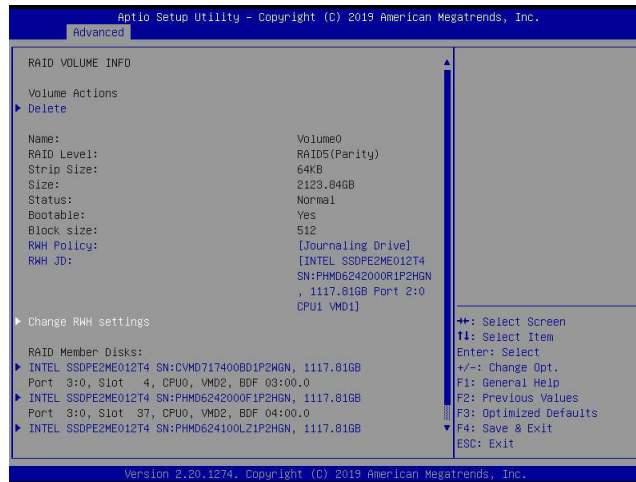 Aptio Setup Utility – Copyright (C) 2019 American Megatrends, Inc.
Advanced
RAID VOLUME INFO
Volume Actions
Delete
Name: Volume0
RAID Level: RAID5(Parity)
Strip Size: 64KB
Size: 2123.84GB
Status: Normal
Bootable: Yes
Block size: 512
RWH Policy: [Journaling Drive]
RWH JD: [INTEL SSDPE2ME012T4
SN:PHMD6242000R1P2HGN
, 1117.81GB Port 2:0
CPU1 VMD1]
Change RWH settings
RAID Member Disks:
INTEL SSDPE2ME012T4 SN:CVMD717400BD1P2WGN, 1117.81GB
Port 3:0, Slot 4, CPU0, VMD2, BDF 03:00.0
INTEL SSDPE2ME012T4 SN:PHMD6242000F1P2HGN, 1117.81GB
Port 3:0, Slot 37, CPU0, VMD2, BDF 04:00.0
INTEL SSDPE2ME012T4 SN:PHMD624100LZ1P2HGN, 1117.81GB
→←: Select Screen
↑↓: Select Item
Enter: Select
+/-: Change Opt.
F1: General Help
F2: Previous Values
F3: Optimized Defaults
F4: Save & Exit
ESC: Exit
Version 2.20.1274. Copyright (C) 2019 American Megatrends, Inc.